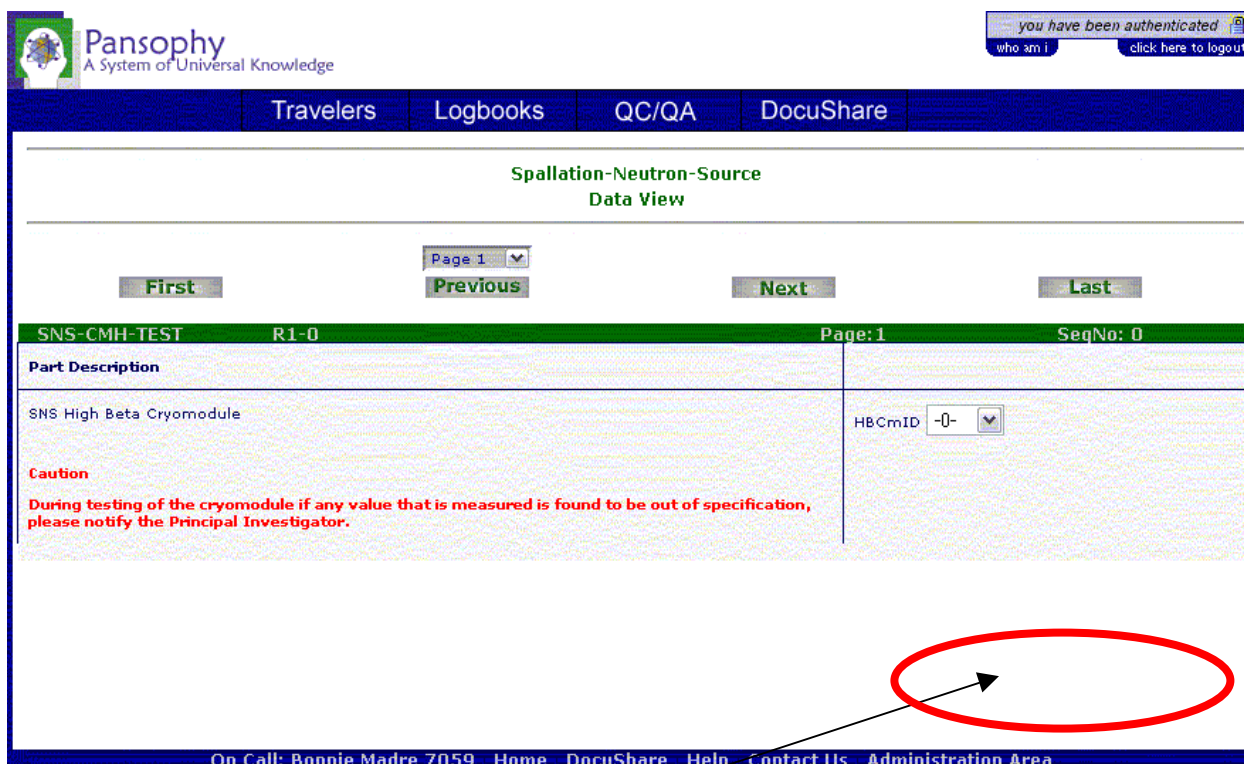 you have been authenticated
Pansophy
A System of Universal Knowledge
who am i click here to logout
Travelers Logbooks QC/QA DocuShare
Spallation-Neutron-Source
Data View
Page 1
First Previous Next Last
SNS-CMH-TEST R1-0 Page:1 SeqNo: 0
Part Description
SNS High Beta Cryomodule
HBCmID -0-
Caution
During testing of the cryomodule if any value that is measured is found to be out of specification,
please notify the Principal Investigator.
On Call: Bonnie Madre 7059 Home DocuShare Help Contact Us Administration Area